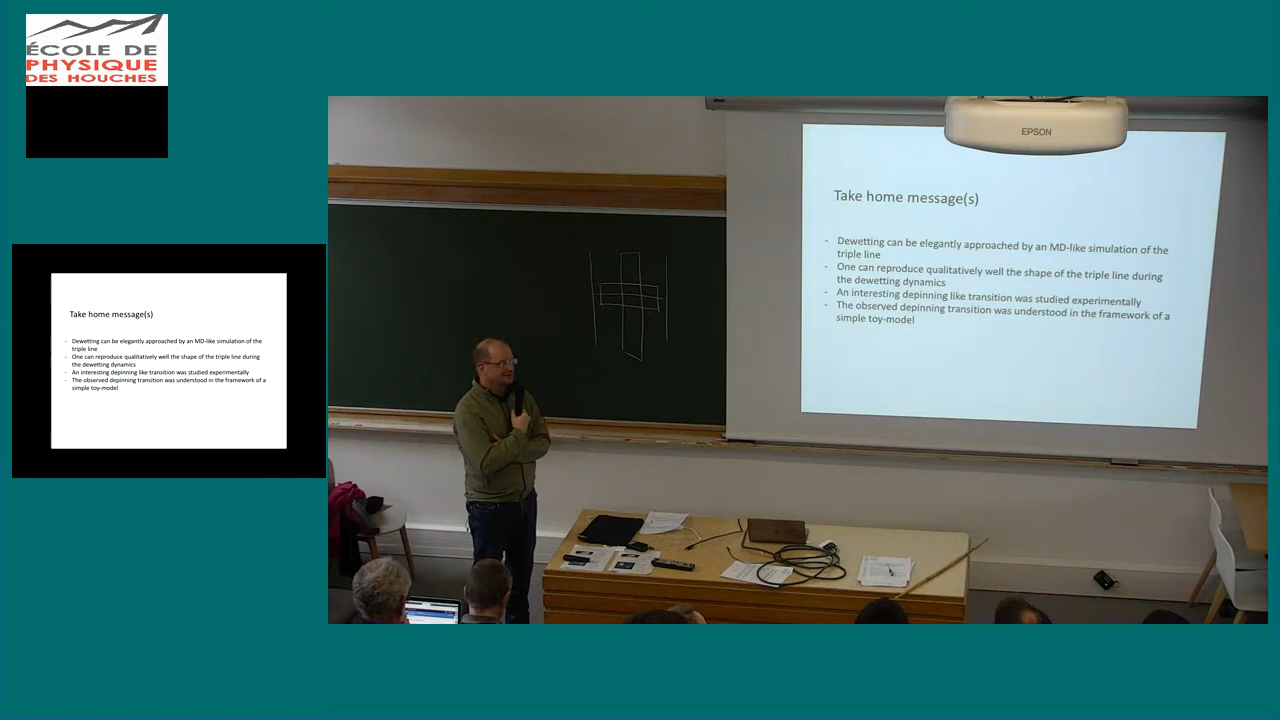 ÉCOLE DE
PHYSIQUE
DES HOUCHES
Take home message(s)
- Dewetting can be elegantly approached by an MD-like simulation of the
triple line
- One can reproduce qualitatively well the shape of the triple line during
the dewetting dynamics
- An interesting depinning like transition was studied experimentally
- The observed depinning transition was understood in the framework of a
simple toy-model
EPSON
Take home message(s)
- Dewetting can be elegantly approached by an MD-like simulation of the
triple line
- One can reproduce qualitatively well the shape of the triple line during
the dewetting dynamics
- An interesting depinning like transition was studied experimentally
- The observed depinning transition was understood in the framework of a
simple toy-model